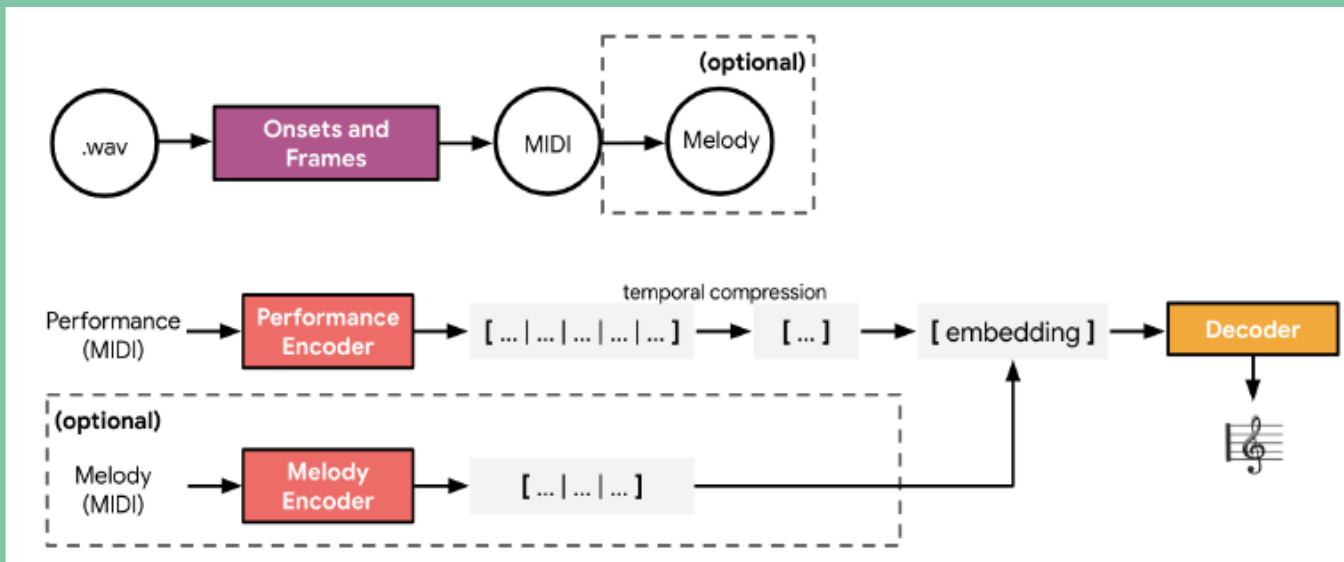 (optional)
.wav
Onsets and
Frames
MIDI
Melody
temporal compression
Performance
(MIDI)
Performance
Encoder
[ ... | ... | ... | ... | ... ]
[ ... ]
[ embedding ]
Decoder
(optional)
Melody
(MIDI)
Melody
Encoder
[ ... | ... | ... ]